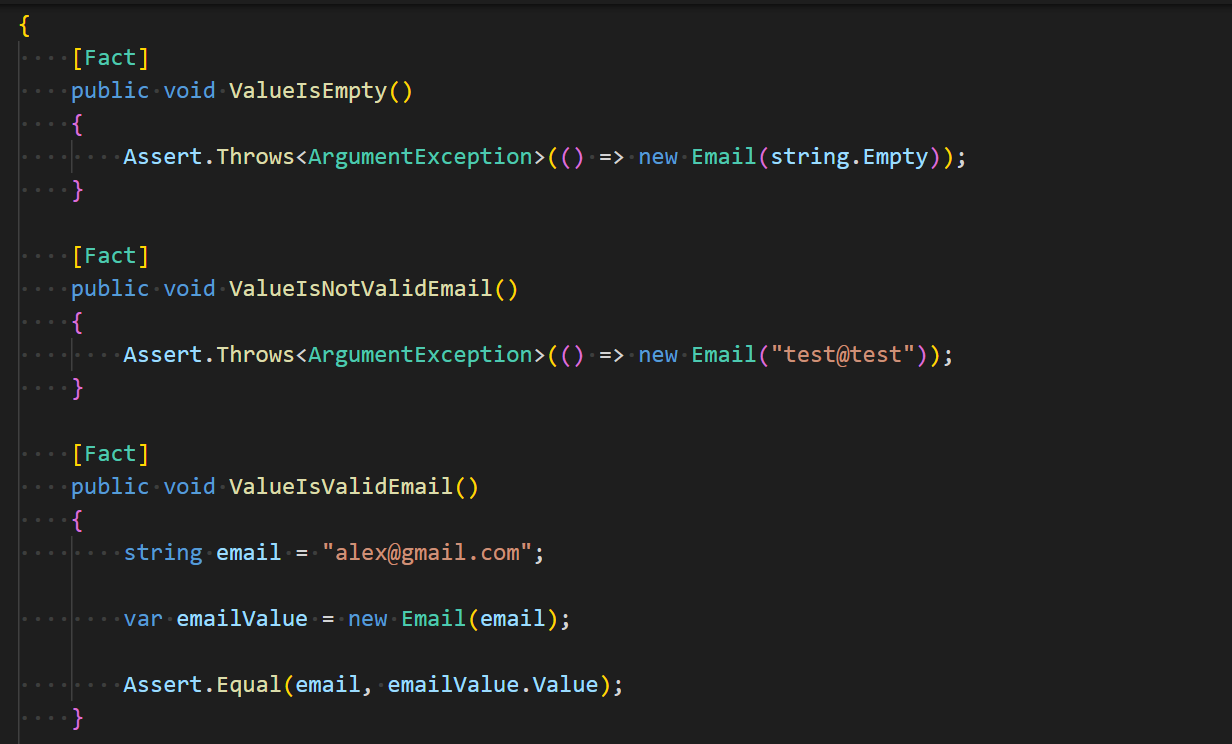 {
    [Fact]
    public void ValueIsEmpty()
    {
        Assert.Throws<ArgumentException>(() => new Email(string.Empty));
    }

    [Fact]
    public void ValueIsNotValidEmail()
    {
        Assert.Throws<ArgumentException>(() => new Email("test@test"));
    }

    [Fact]
    public void ValueIsValidEmail()
    {
        string email = "alex@gmail.com";

        var emailValue = new Email(email);

        Assert.Equal(email, emailValue.Value);
    }